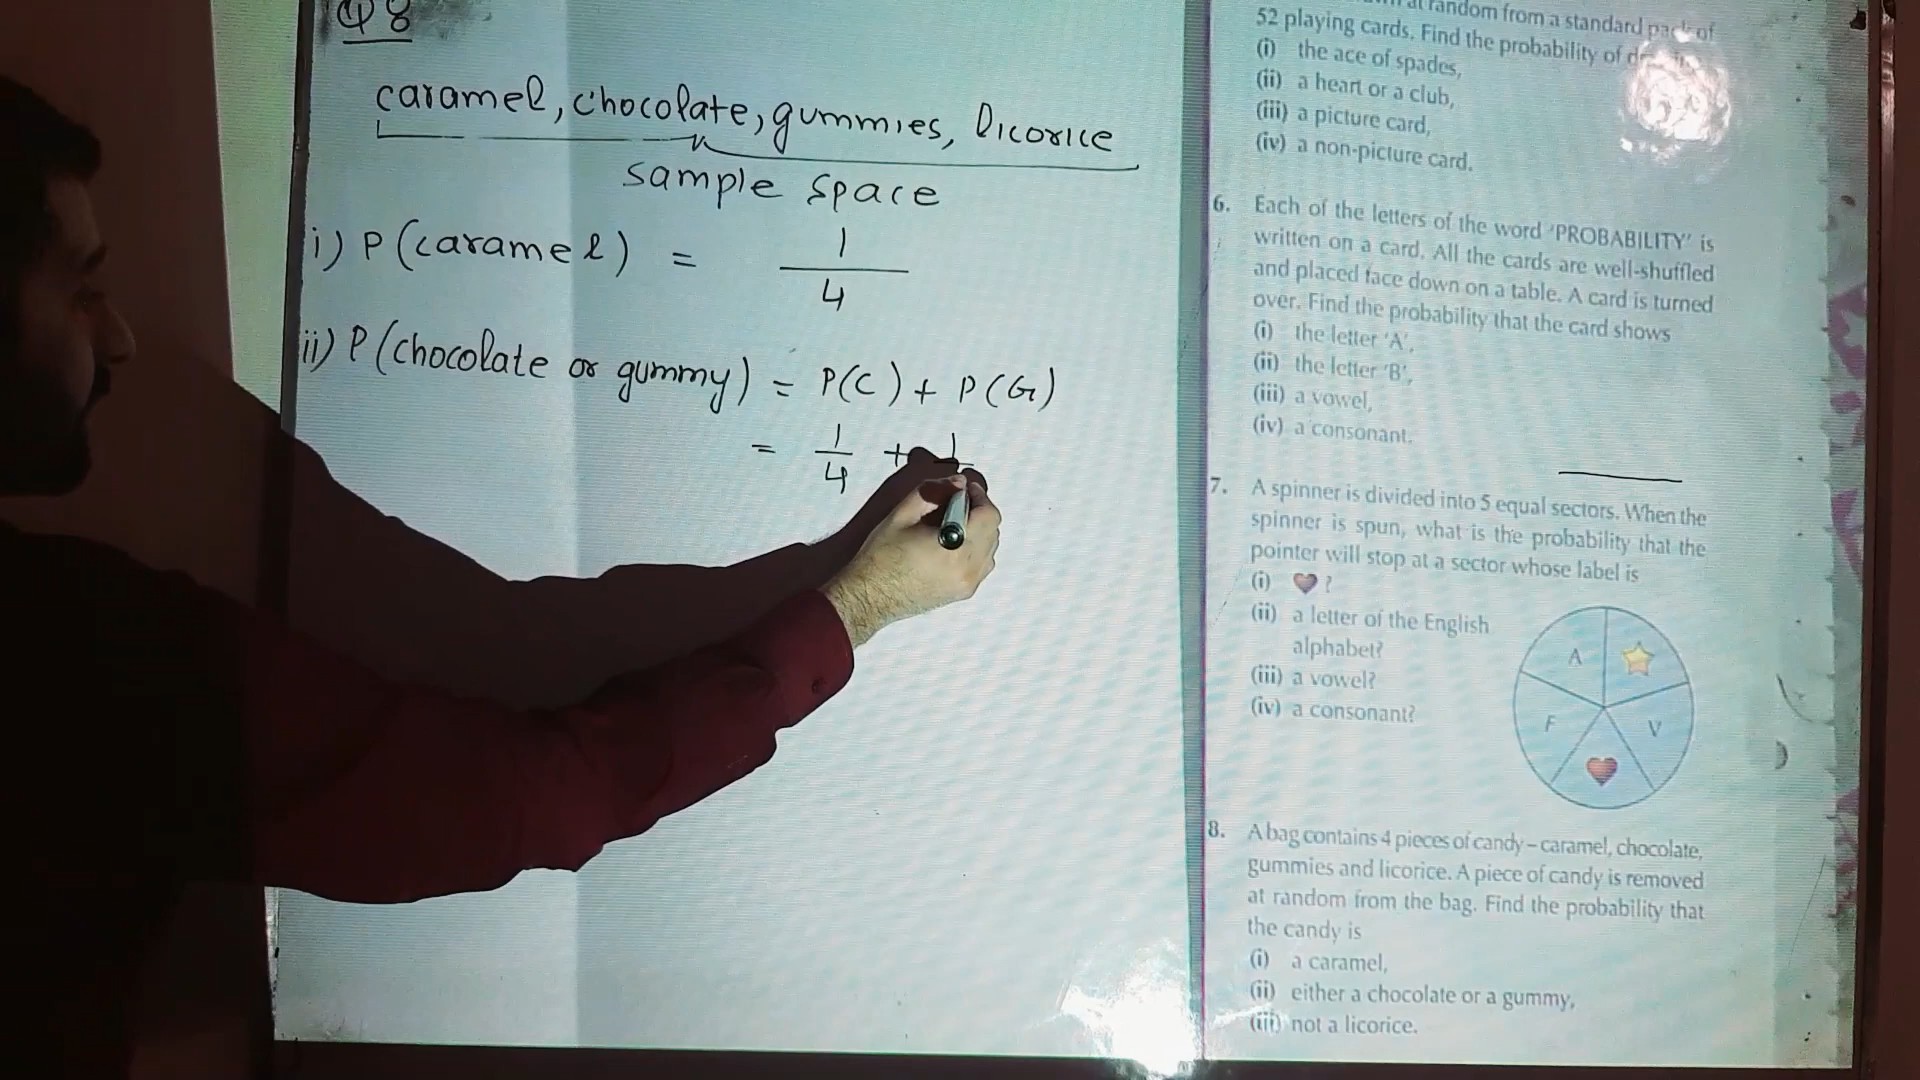 Q 8
caramel, chocolate, gummies, licorice
sample space
i) P (caramel) = 1/4
ii) P (chocolate or gummy) = P(C) + P(G)
= 1/4 + 1
at random from a standard pack of
52 playing cards. Find the probability of
(i) the ace of spades,
(ii) a heart or a club,
(iii) a picture card,
(iv) a non-picture card.
6. Each of the letters of the word 'PROBABILITY' is
written on a card. All the cards are well-shuffled
and placed face down on a table. A card is turned
over. Find the probability that the card shows
(i) the letter 'A',
(ii) the letter 'B',
(iii) a vowel,
(iv) a consonant.
7. A spinner is divided into 5 equal sectors. When the
spinner is spun, what is the probability that the
pointer will stop at a sector whose label is
(i) ♥ ?
(ii) a letter of the English
alphabet?
(iii) a vowel?
(iv) a consonant?
A
F
V
8. A bag contains 4 pieces of candy – caramel, chocolate,
gummies and licorice. A piece of candy is removed
at random from the bag. Find the probability that
the candy is
(i) a caramel,
(ii) either a chocolate or a gummy,
(iii) not a licorice.